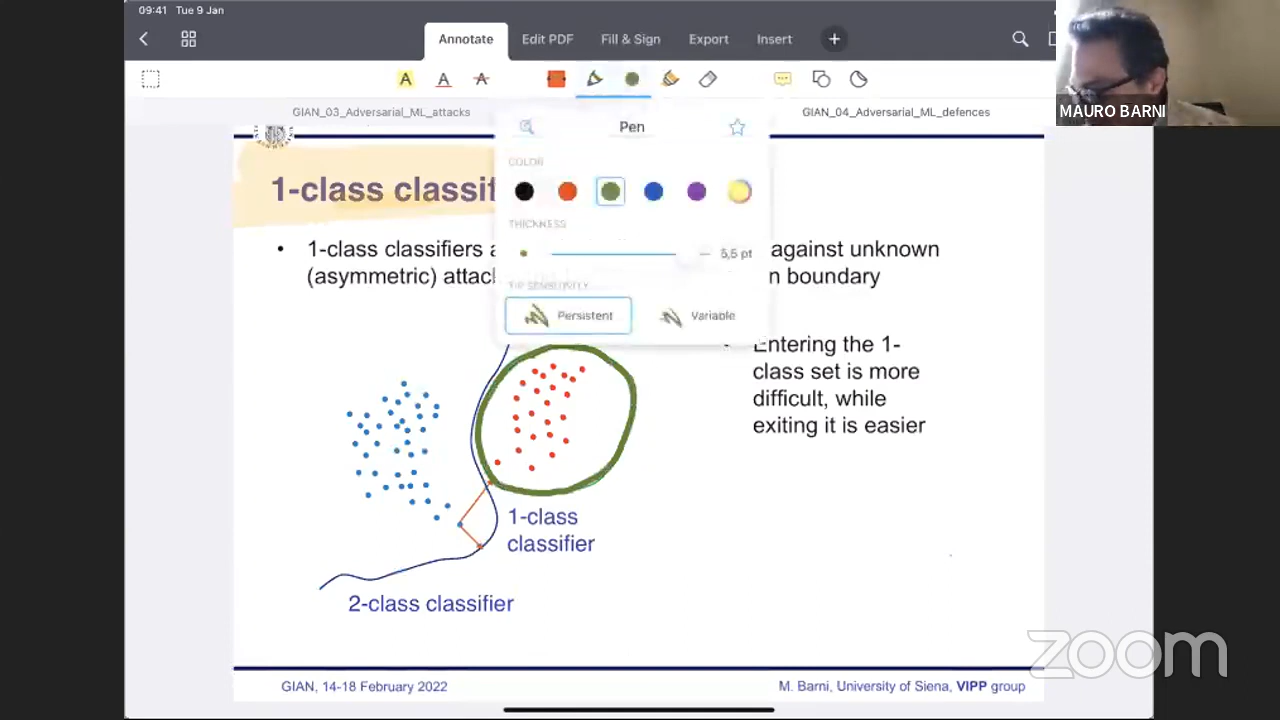 09:41 Tue 9 Jan
Annotate Edit PDF Fill & Sign Export Insert
MAURO BARNI
GIAN_03_Adversarial_ML_attacks
GIAN_04_Adversarial_ML_defences
Pen
COLOR
THICKNESS
5,5 pt
TIP SENSITIVITY
Persistent
Variable
1-class classif
• 1-class classifiers
against unknown
(asymmetric) attac
n boundary
• Entering the 1-
class set is more
difficult, while
exiting it is easier
1-class
classifier
2-class classifier
zoom
GIAN, 14-18 February 2022
M. Barni, University of Siena, VIPP group